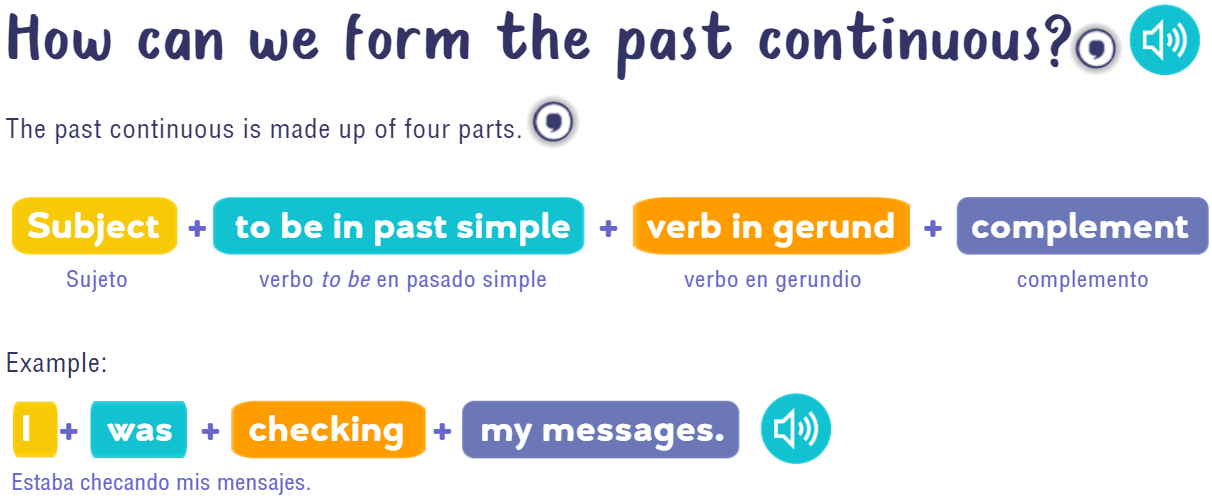 How can we form the past continuous?
The past continuous is made up of four parts.
Subject + to be in past simple + verb in gerund + complement
Sujeto verbo to be en pasado simple verbo en gerundio complemento
Example:
I + was + checking + my messages.
Estaba checando mis mensajes.